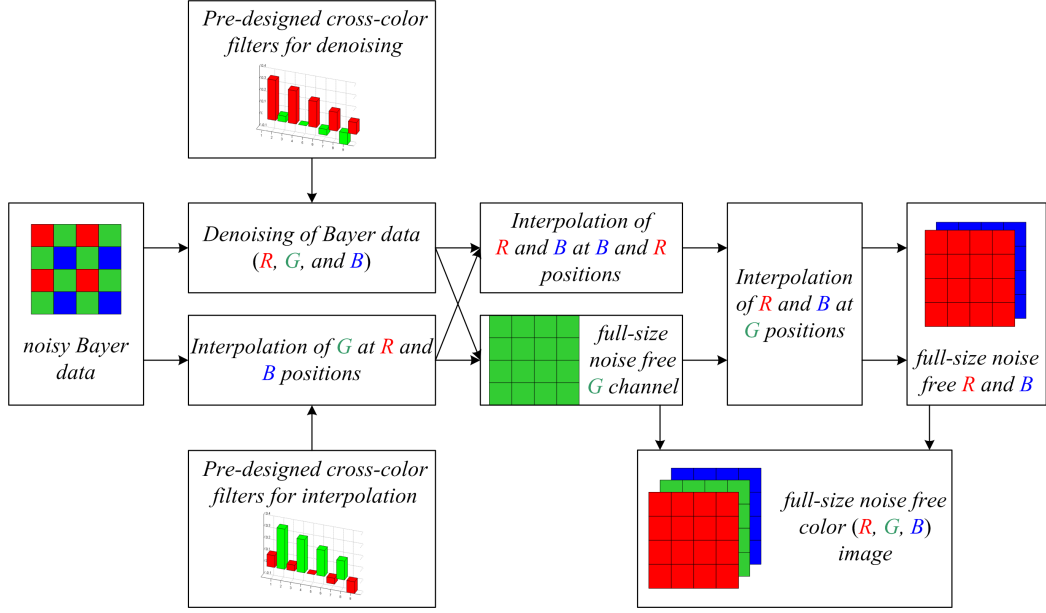 Pre-designed cross-color
filters for denoising
noisy Bayer
data
Denoising of Bayer data
(R, G, and B)
Interpolation of G at R and
B positions
Pre-designed cross-color
filters for interpolation
Interpolation of
R and B at B and R
positions
full-size
noise free
G channel
Interpolation
of R and B at
G positions
full-size noise
free R and B
full-size noise free
color (R, G, B)
image